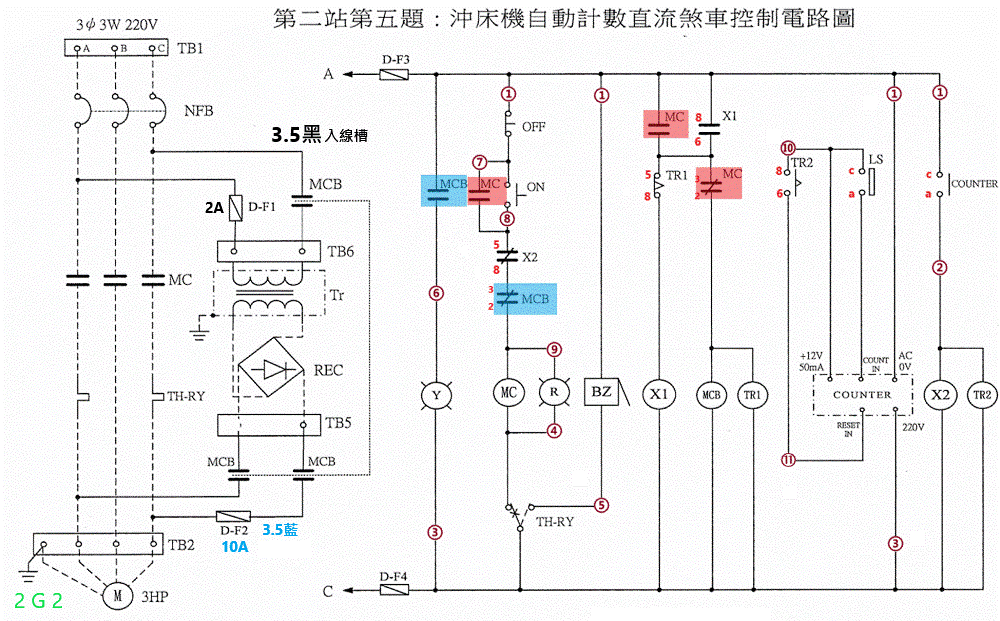 第二站第五題：沖床機自動計數直流煞車控制電路圖
3φ 3W 220V
A B C TB1
NFB
3.5黑 入線槽
MCB
2A D-F1
TB6
MC
Tr
REC
TH-RY
TB5
MCB MCB
D-F2 3.5藍
10A
TB2
M 3HP
2 G 2
A D-F3
1 1 1 1
OFF
MC 8 X1
6
7
MCB MC ON
8
5 TR1
8
3 MC
2
10
8 TR2
6
c LS
a
c COUNTER
a
5 X2
8
2
6
3 MCB
2
9
+12V
50mA
COUNT
IN
AC
0V
Y MC R BZ X1 MCB TR1 COUNTER X2 TR2
4
RESET
IN
220V
11
5
TH-RY
3 3
C D-F4